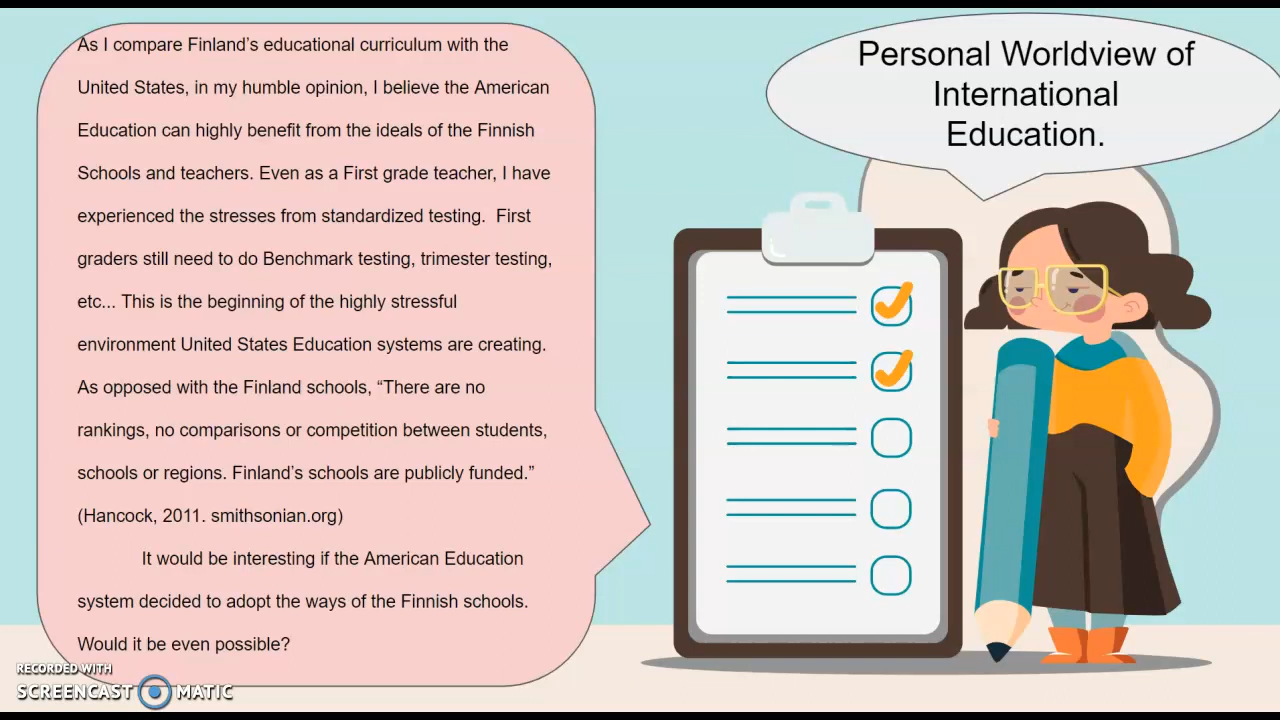 As I compare Finland’s educational curriculum with the
United States, in my humble opinion, I believe the American
Education can highly benefit from the ideals of the Finnish
Schools and teachers. Even as a First grade teacher, I have
experienced the stresses from standardized testing.  First
graders still need to do Benchmark testing, trimester testing,
etc... This is the beginning of the highly stressful
environment United States Education systems are creating.
As opposed with the Finland schools, “There are no
rankings, no comparisons or competition between students,
schools or regions. Finland’s schools are publicly funded.”
(Hancock, 2011. smithsonian.org)
It would be interesting if the American Education
system decided to adopt the ways of the Finnish schools.
Would it be even possible?
Personal Worldview of
International
Education.
RECORDED WITH
SCREENCAST MATIC